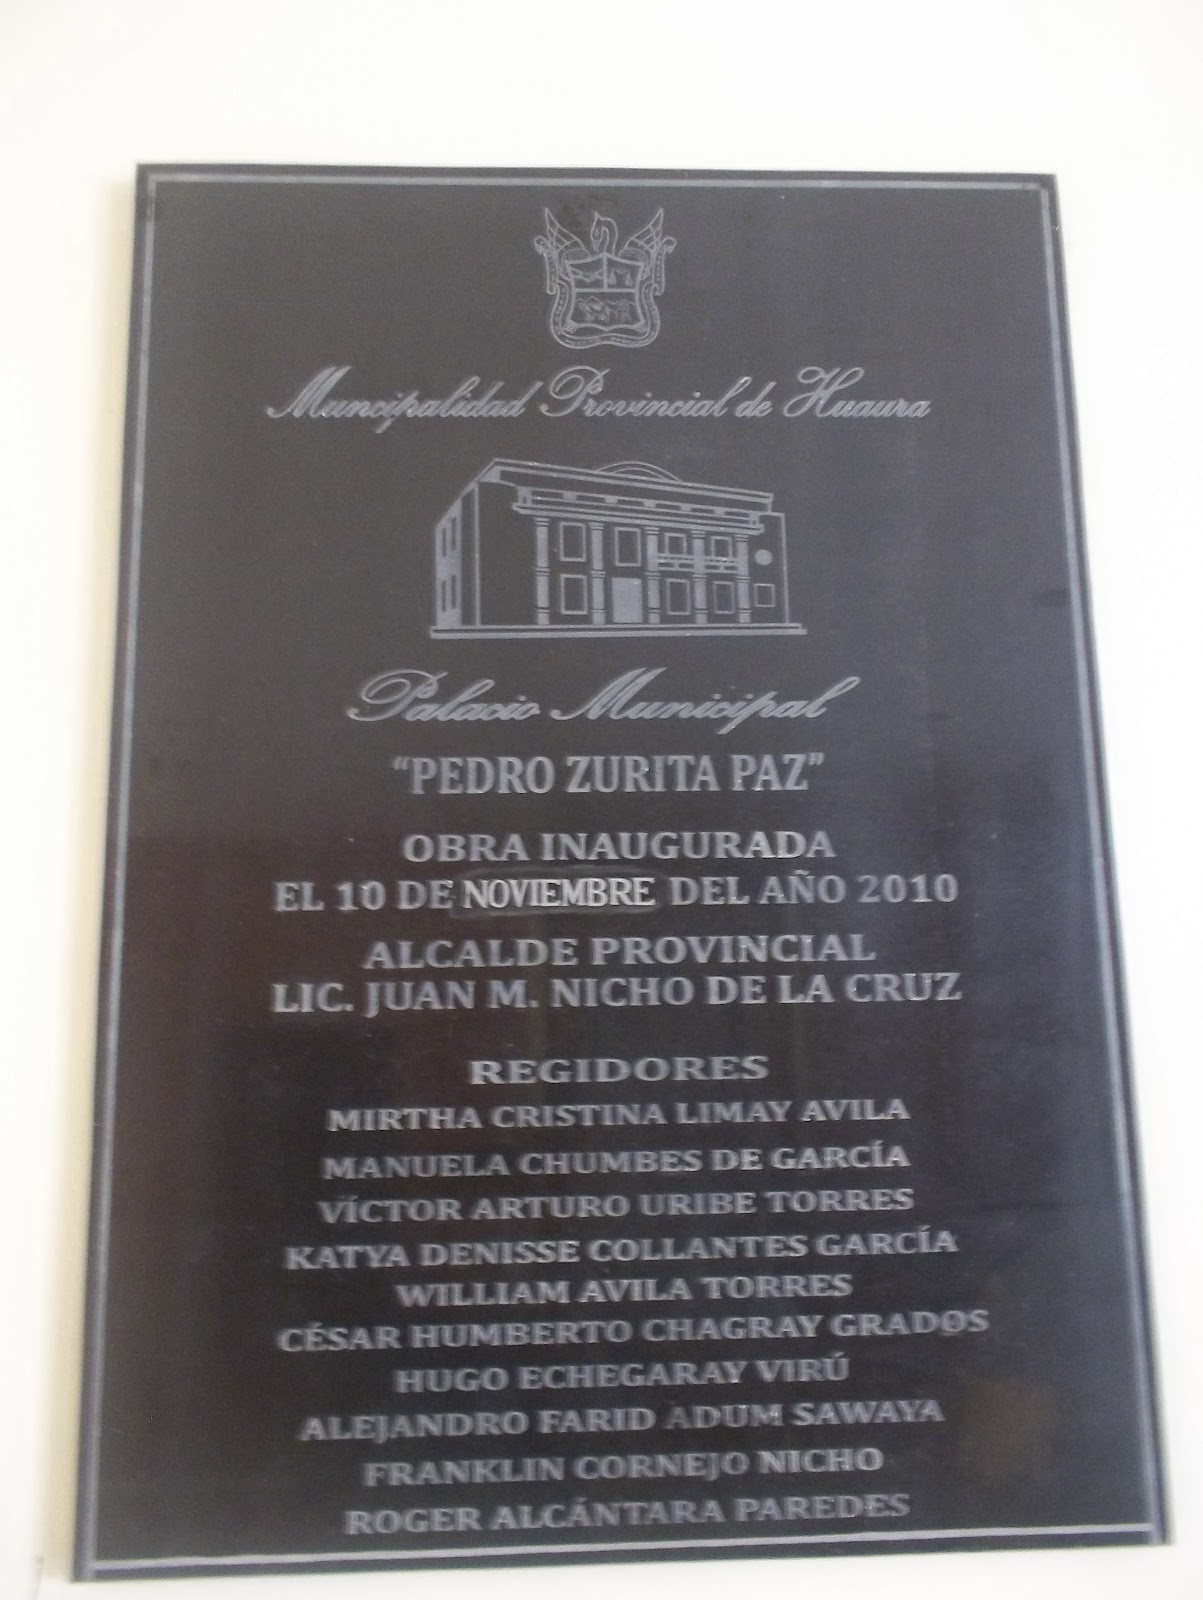 Muncipalidad Provincial de Huaura
Palacio Municipal
“PEDRO ZURITA PAZ”
OBRA INAUGURADA
EL 10 DE NOVIEMBRE DEL AÑO 2010
ALCALDE PROVINCIAL
LIC. JUAN M. NICHO DE LA CRUZ
REGIDORES
MIRTHA CRISTINA LIMAY AVILA
MANUELA CHUMBES DE GARCÍA
VÍCTOR ARTURO URIBE TORRES
KATYA DENISSE COLLANTES GARCÍA
WILLIAM AVILA TORRES
CÉSAR HUMBERTO CHAGRAY GRADOS
HUGO ECHEGARAY VIRÚ
ALEJANDRO FARID ADUM SAWAYA
FRANKLIN CORNEJO NICHO
ROGER ALCÁNTARA PAREDES